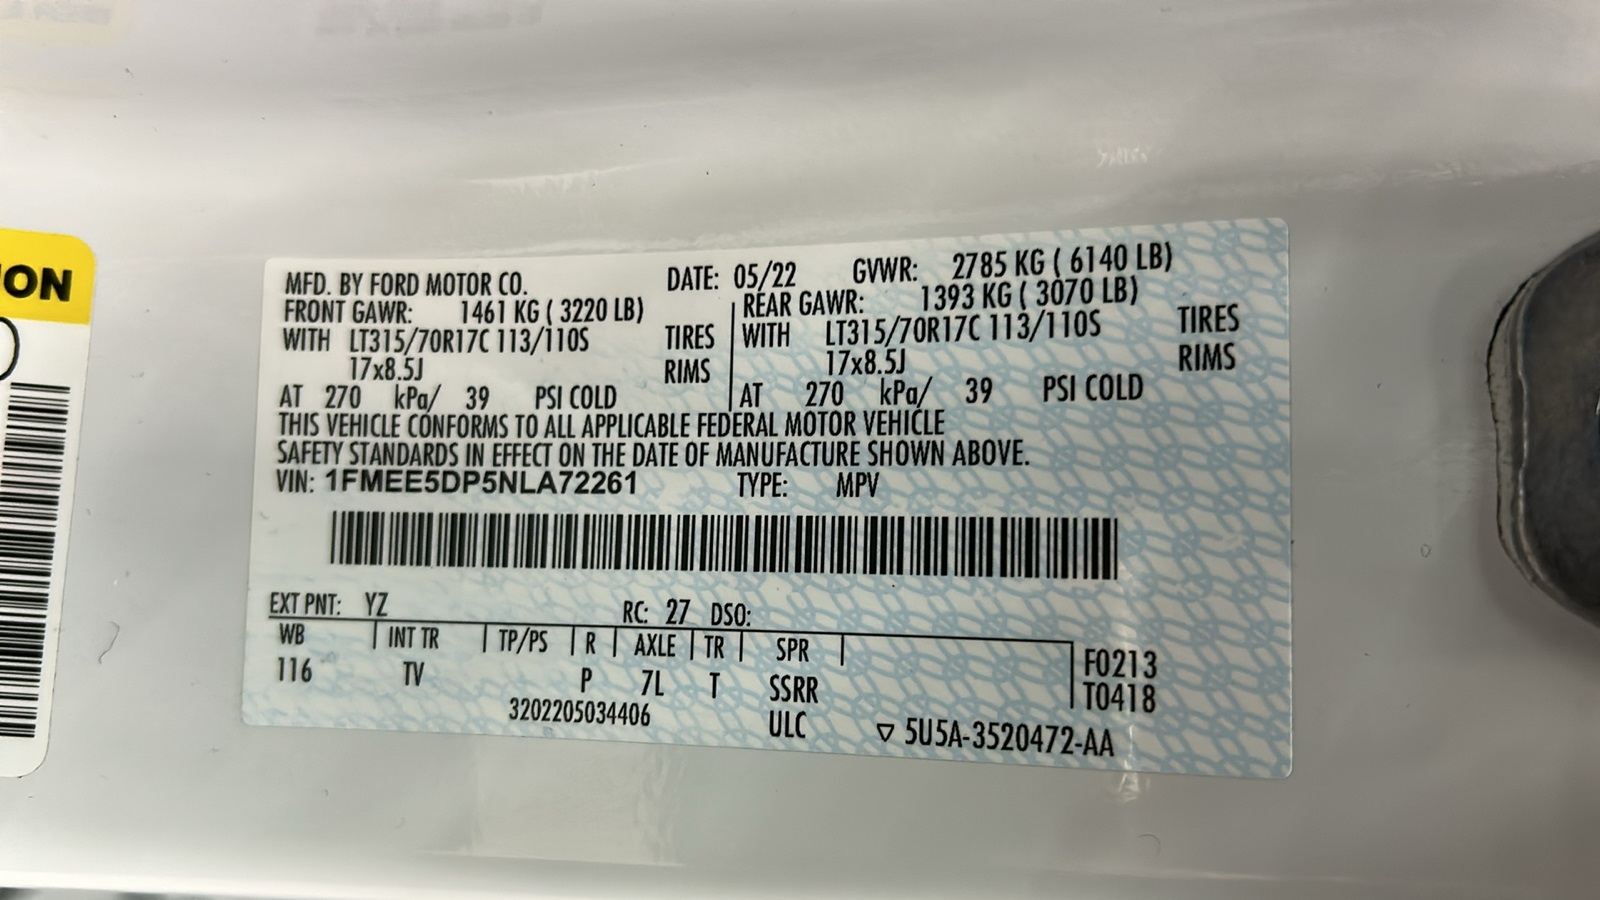 ION
MFD. BY FORD MOTOR CO. DATE: 05/22 GVWR: 2785 KG ( 6140 LB)
FRONT GAWR: 1461 KG ( 3220 LB) REAR GAWR: 1393 KG ( 3070 LB)
WITH LT315/70R17C 113/110S TIRES WITH LT315/70R17C 113/110S TIRES
17x8.5J RIMS 17x8.5J RIMS
AT 270 kPa/ 39 PSI COLD AT 270 kPa/ 39 PSI COLD
THIS VEHICLE CONFORMS TO ALL APPLICABLE FEDERAL MOTOR VEHICLE
SAFETY STANDARDS IN EFFECT ON THE DATE OF MANUFACTURE SHOWN ABOVE.
VIN: 1FMEE5DP5NLA72261 TYPE: MPV
EXT PNT: YZ RC: 27 DSO:
WB INT TR TP/PS R AXLE TR SPR
116 TV P 7L T SSRR F0213
T0418
3202205034406 ULC ▽ 5U5A-3520472-AA